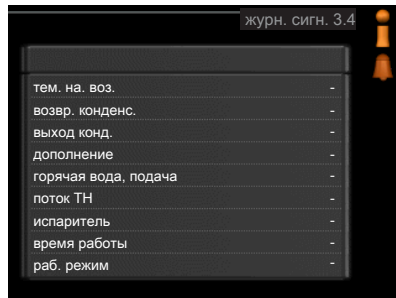 журн. сигн. 3.4
тем. на. воз. -
возвр. конденс. -
выход конд. -
дополнение -
горячая вода, подача -
поток ТН -
испаритель -
время работы -
раб. режим -